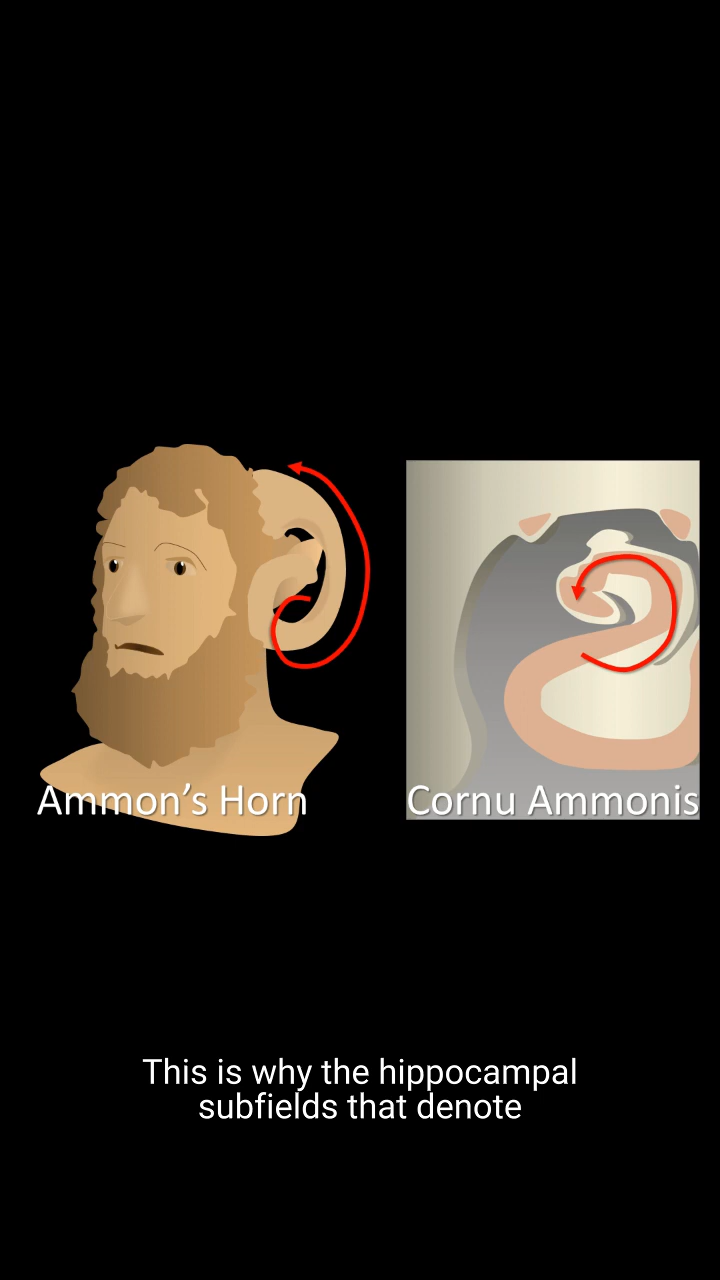 Ammon’s Horn
Cornu Ammonis
This is why the hippocampal
subfields that denote